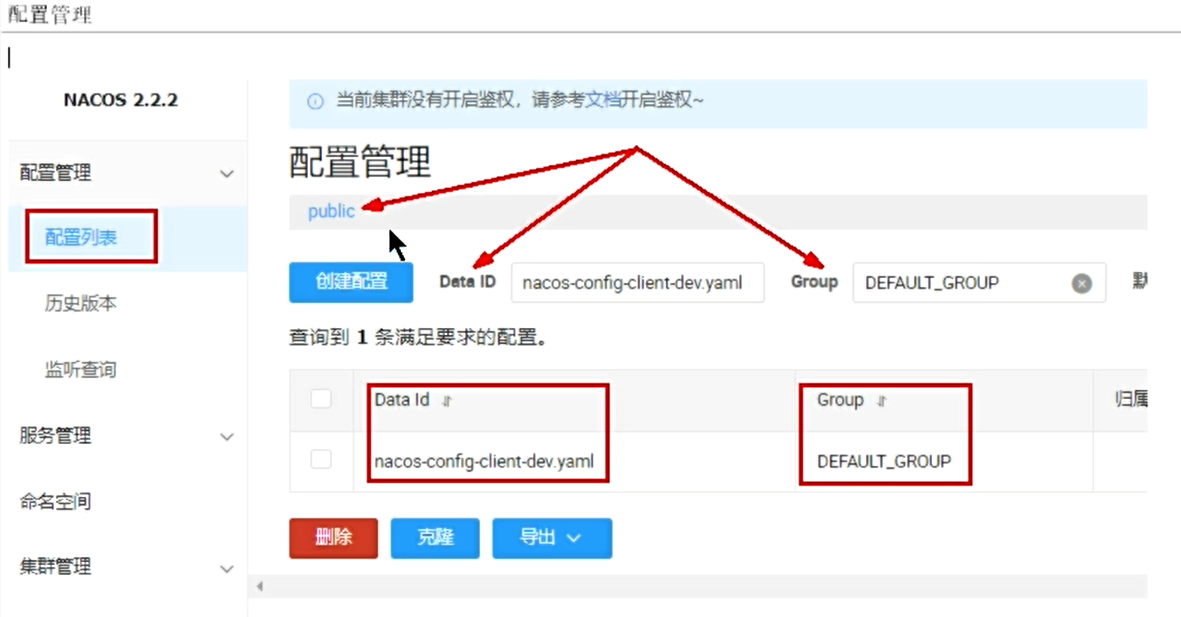 配置管理
NACOS 2.2.2
当前集群没有开启鉴权，请参考文档开启鉴权~
配置管理
配置管理
public
配置列表
创建配置 Data ID nacos-config-client-dev.yaml Group DEFAULT_GROUP 默
历史版本
查询到 1 条满足要求的配置。
监听查询
Data Id Group 归属
服务管理
nacos-config-client-dev.yaml DEFAULT_GROUP
命名空间
删除 克隆 导出
集群管理